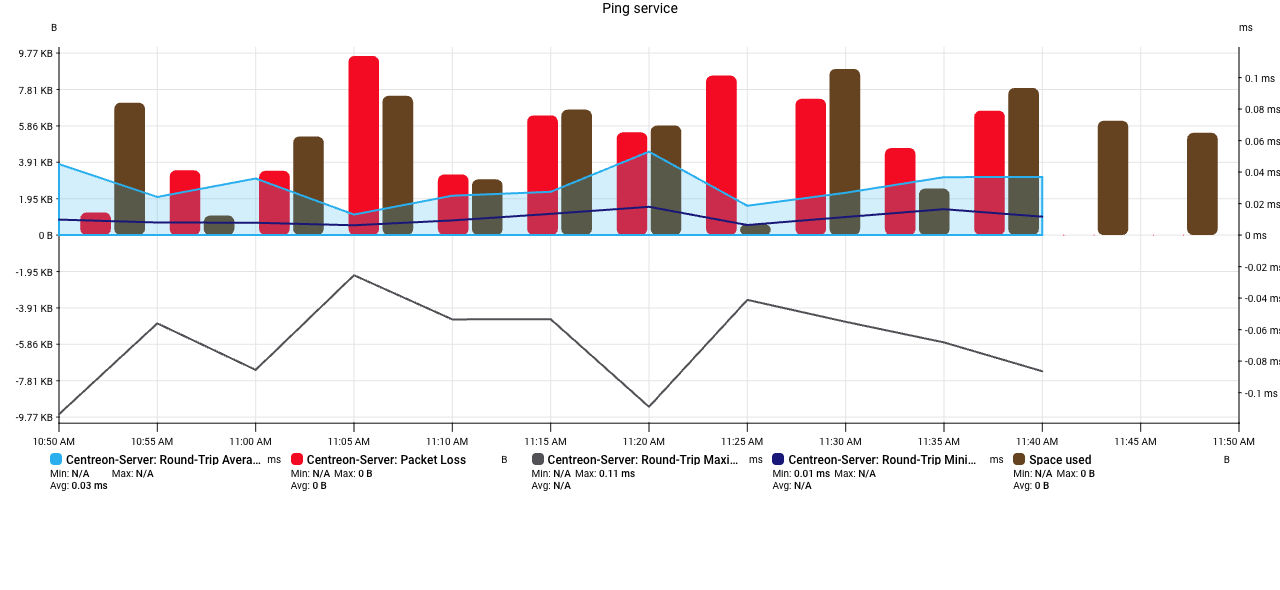 Ping service
B
ms
9.77 KB
7.81 KB
5.86 KB
3.91 KB
1.95 KB
0 B
-1.95 KB
-3.91 KB
-5.86 KB
-7.81 KB
-9.77 KB
0.1 ms
0.08 ms
0.06 ms
0.04 ms
0.02 ms
0 ms
-0.02 ms
-0.04 ms
-0.06 ms
-0.08 ms
-0.1 ms
10:50 AM 10:55 AM 11:00 AM 11:05 AM 11:10 AM 11:15 AM 11:20 AM 11:25 AM 11:30 AM 11:35 AM 11:40 AM 11:45 AM 11:50 AM
Centreon-Server: Round-Trip Avera... ms
Min: N/A Max: N/A
Avg: 0.03 ms
Centreon-Server: Packet Loss B
Min: N/A Max: 0 B
Avg: 0 B
Centreon-Server: Round-Trip Maxi... ms
Min: N/A Max: 0.11 ms
Avg: N/A
Centreon-Server: Round-Trip Mini... ms
Min: 0.01 ms Max: N/A
Avg: N/A
Space used B
Min: N/A Max: 0 B
Avg: 0 B